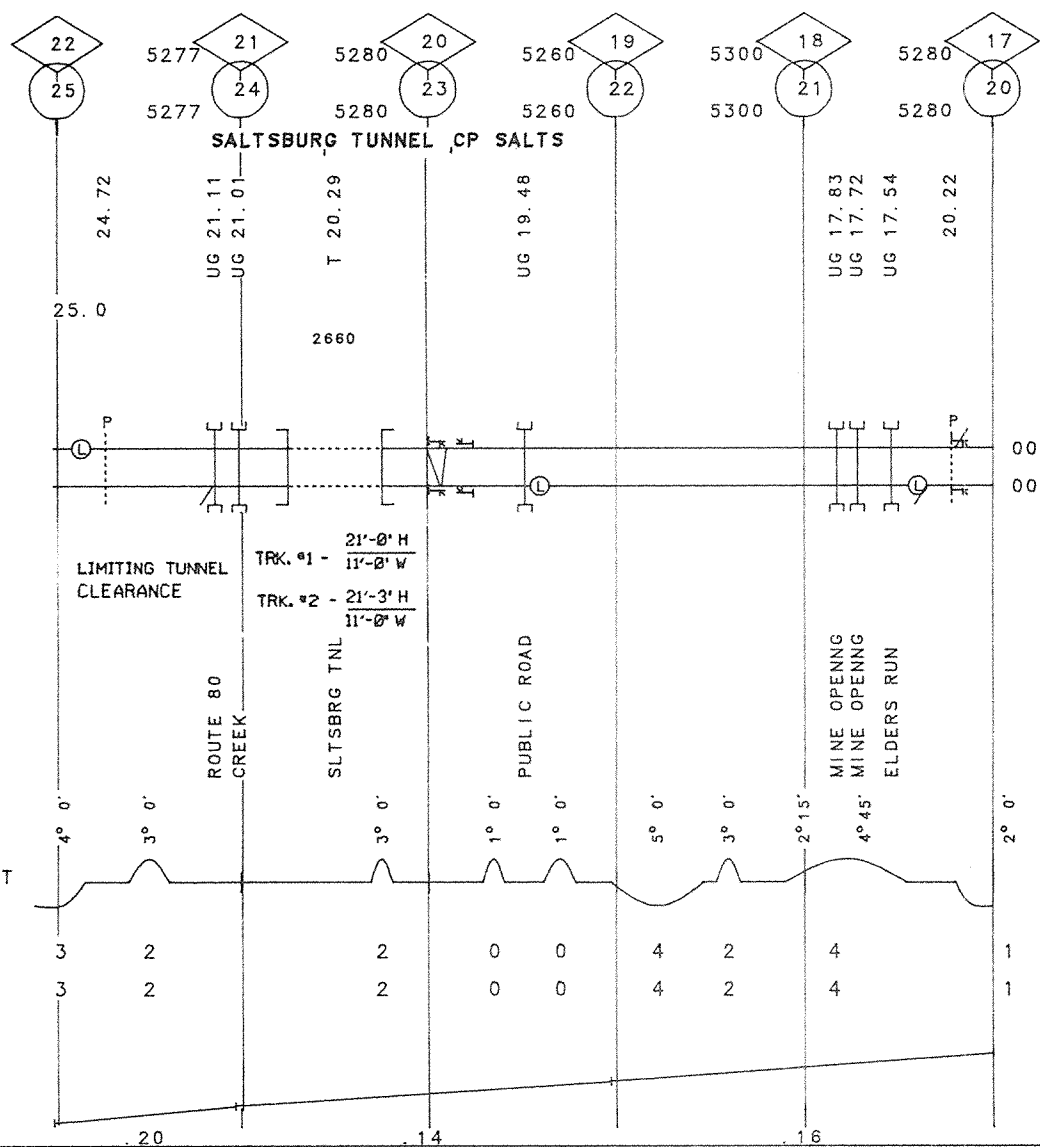 22 5277 21 5280 20 5260 19 5300 18 5280 17
25 24 23 22 21 20
5277 5280 5260 5300 5280
SALTSBURG TUNNEL CP SALTS
24.72
UG 21.11
UG 21.01
T 20.29
UG 19.48
UG 17.83
UG 17.72
UG 17.54
20.22
25.0
2660
P P
L
00
L L
00
LIMITING TUNNEL
CLEARANCE
TRK. #1 - 21'-0" H
11'-0" W
TRK. #2 - 21'-3" H
11'-0" W
ROUTE 80
CREEK
SLTSBRG TNL
PUBLIC ROAD
MINE OPENNG
MINE OPENNG
ELDERS RUN
4° 0' 3° 0' 3° 0' 1° 0' 1° 0' 5° 0' 3° 0' 2° 15' 4° 45' 2° 0'
T
3 2 2 0 0 4 2 4 1
3 2 2 0 0 4 2 4 1
.20 .14 .16